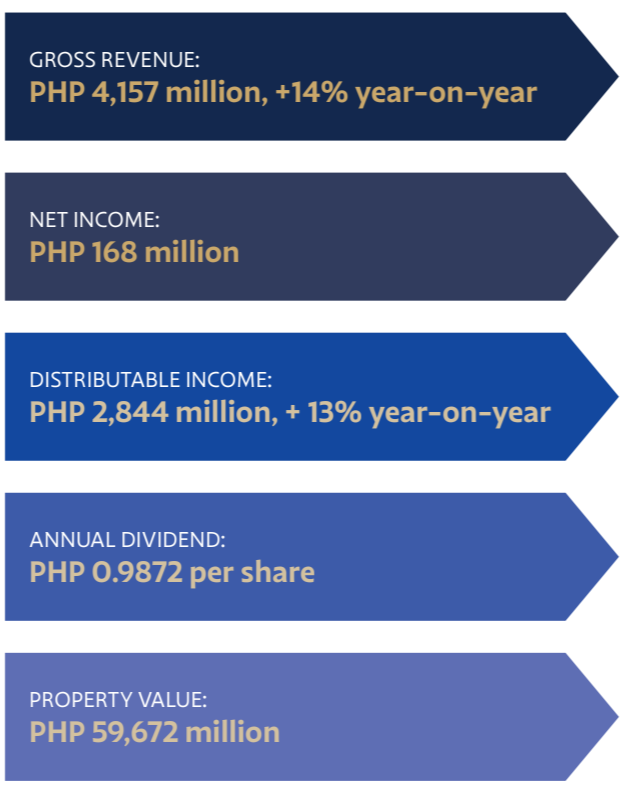 GROSS REVENUE:
PHP 4,157 million, +14% year-on-year
NET INCOME:
PHP 168 million
DISTRIBUTABLE INCOME:
PHP 2,844 million, + 13% year-on-year
ANNUAL DIVIDEND:
PHP 0.9872 per share
PROPERTY VALUE:
PHP 59,672 million